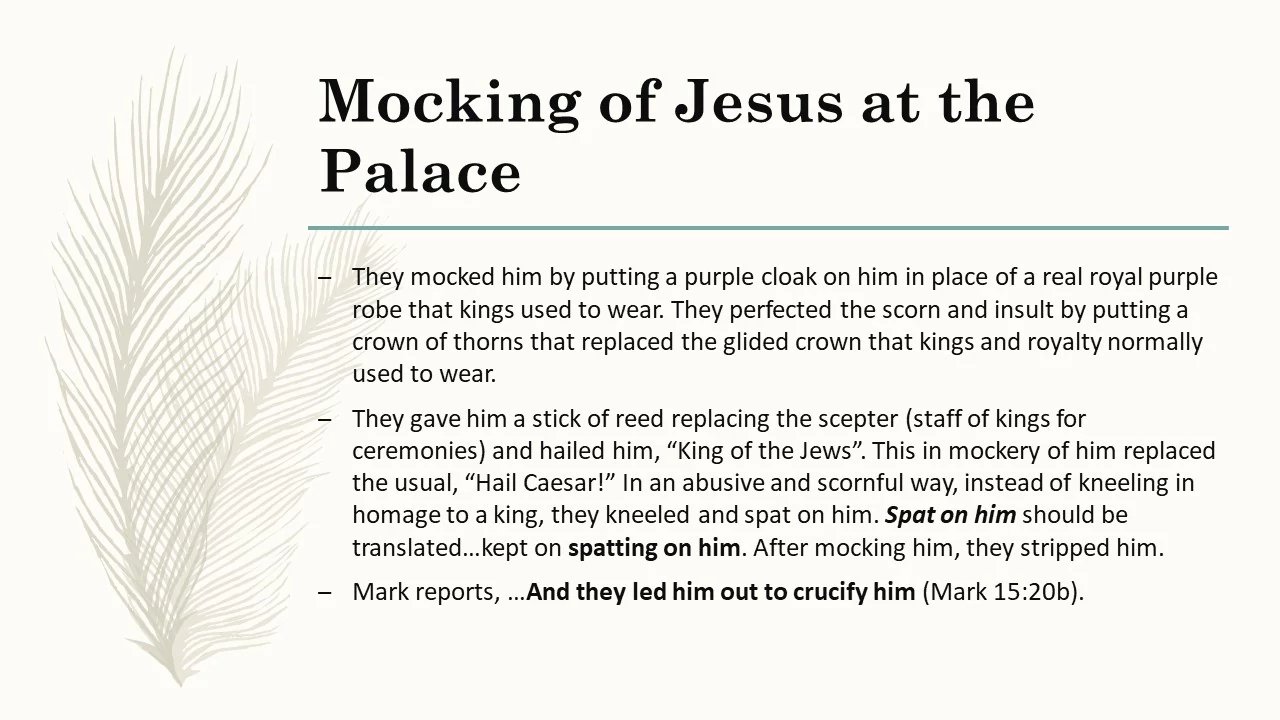 Mocking of Jesus at the
Palace
– They mocked him by putting a purple cloak on him in place of a real royal purple
robe that kings used to wear. They perfected the scorn and insult by putting a
crown of thorns that replaced the glided crown that kings and royalty normally
used to wear.
– They gave him a stick of reed replacing the scepter (staff of kings for
ceremonies) and hailed him, “King of the Jews”. This in mockery of him replaced
the usual, “Hail Caesar!” In an abusive and scornful way, instead of kneeling in
homage to a king, they kneeled and spat on him. Spat on him should be
translated…kept on spatting on him. After mocking him, they stripped him.
– Mark reports, …And they led him out to crucify him (Mark 15:20b).